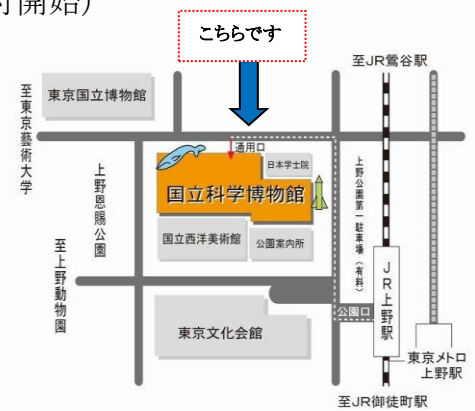 開始)
こちらです
至JR鶯谷駅
東京国立博物館
至東京藝術大学
通用口
日本学士院
上野恩賜公園
国立科学博物館
上野公園第一駐車場(有料)
国立西洋美術館
公園案内所
至上野動物園
JR上野駅
公園口
東京文化会館
東京メトロ
上野駅
至JR御徒町駅